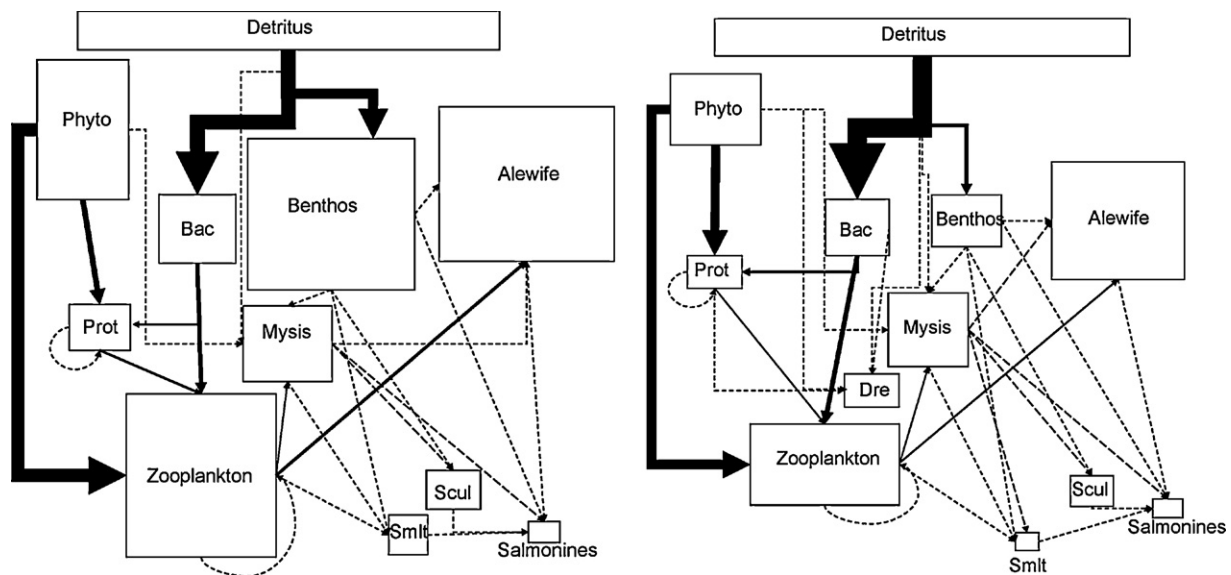 Detritus
Phyto
Alewife
Benthos
Bac
Prot
Mysis
Zooplankton
Scul
Smlt
Salmonines
Detritus
Phyto
Alewife
Bac
Benthos
Prot
Mysis
Dre
Zooplankton
Scul
Salmonines
Smlt